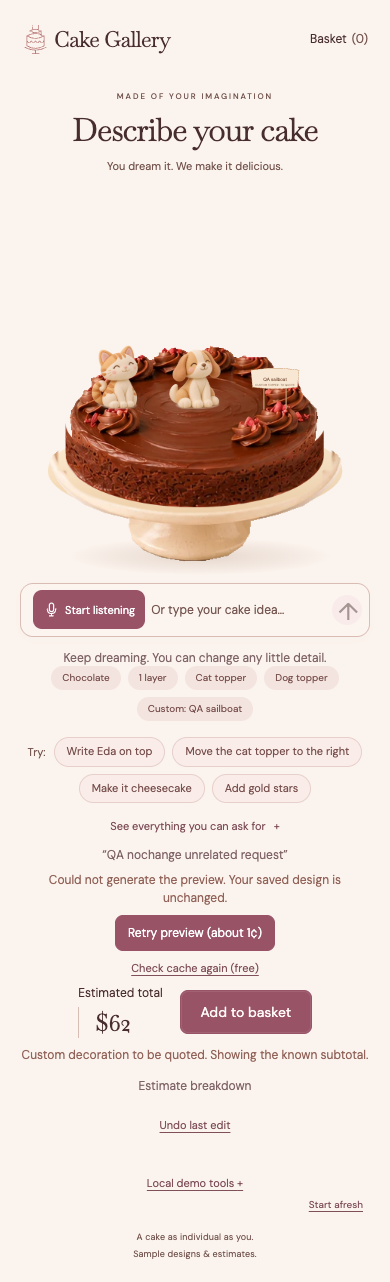 Cake Gallery
Basket (0)
MADE OF YOUR IMAGINATION
Describe your cake
You dream it. We make it delicious.
QA sailboat
Start listening
Or type your cake idea…
Keep dreaming. You can change any little detail.
Chocolate
1 layer
Cat topper
Dog topper
Custom: QA sailboat
Try:
Write Eda on top
Move the cat topper to the right
Make it cheesecake
Add gold stars
See everything you can ask for +
“QA nochange unrelated request”
Could not generate the preview. Your saved design is
unchanged.
Retry preview (about 1¢)
Check cache again (free)
Estimated total
$62
Add to basket
Custom decoration to be quoted. Showing the known subtotal.
Estimate breakdown
Undo last edit
Local demo tools +
Start afresh
A cake as individual as you.
Sample designs & estimates.